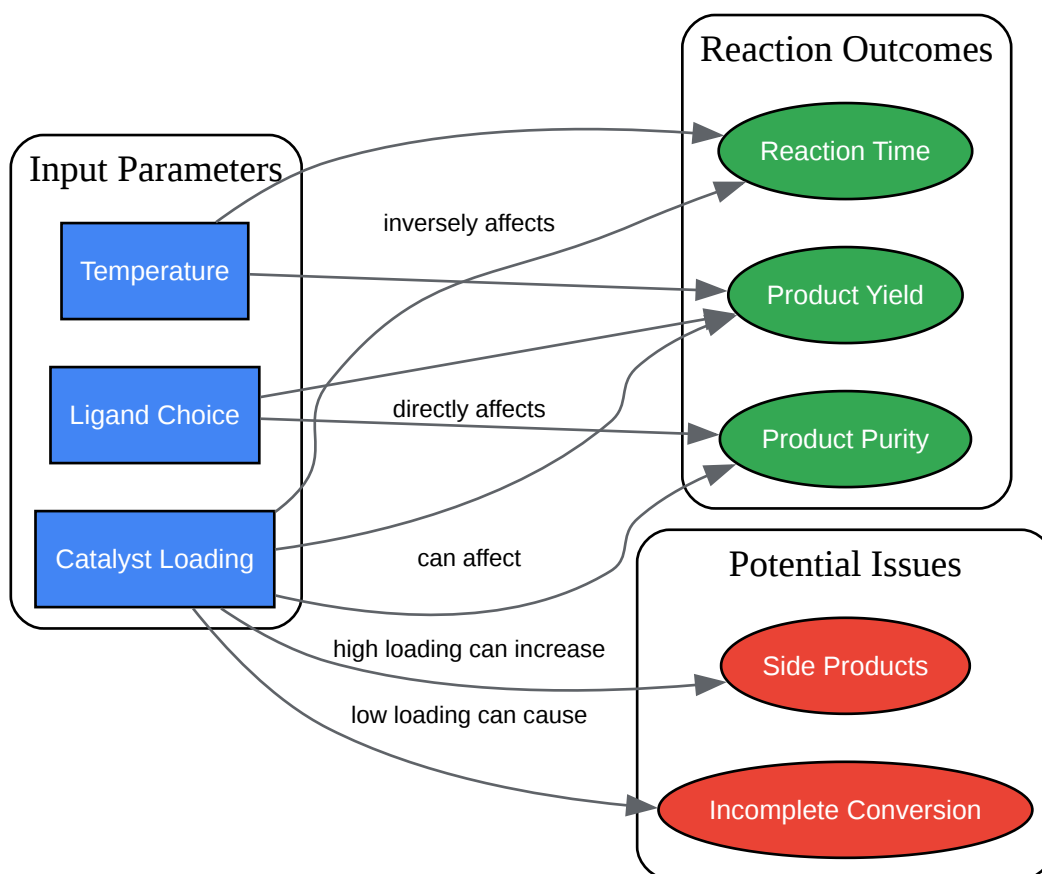 Input Parameters
Temperature
Ligand Choice
Catalyst Loading
inversely affects
directly affects
can affect
high loading can increase
low loading can cause
Reaction Outcomes
Reaction Time
Product Yield
Product Purity
Potential Issues
Side Products
Incomplete Conversion